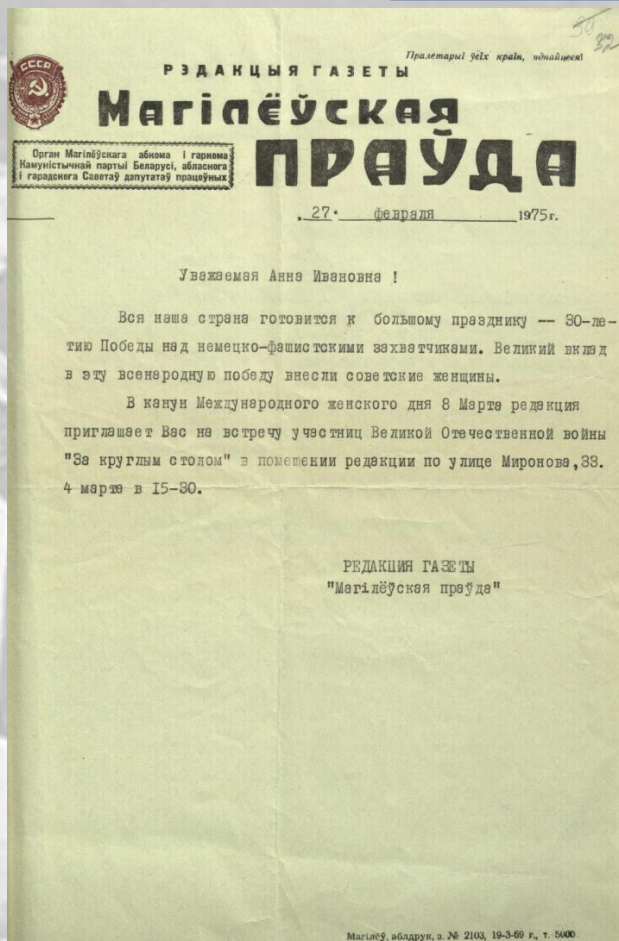 32
Пралетарыі ўсіх краін, яднайцеся!
СССР
РЭДАКЦЫЯ ГАЗЕТЫ
Магілёўская
ПРАЎДА
Орган Магілёўскага абкома і гаркома
Камуністычнай партыі Беларусі, абласнога
і гарадскога Саветаў дэпутатаў працоўных
„27“ февраля 1975 г.
Уважаемая Анна Ивановна !
Вся наша страна готовится к большому празднику — 30-ле-
тию Победы над немецко-фашистскими захватчиками. Великий вклад
в эту всенародную победу внесли советские женщины.
В канун Международного женского дня 8 Марта редакция
приглашает Вас на встречу участниц Великой Отечественной войны
"За круглым столом" в помещении редакции по улице Миронова,33.
4 марта в 15-30.
РЕДАКЦИЯ ГАЗЕТЫ
"Магілёўская праўда"
Магілёў, аблдрук, з. № 2103, 19-3-69 г., т. 5000